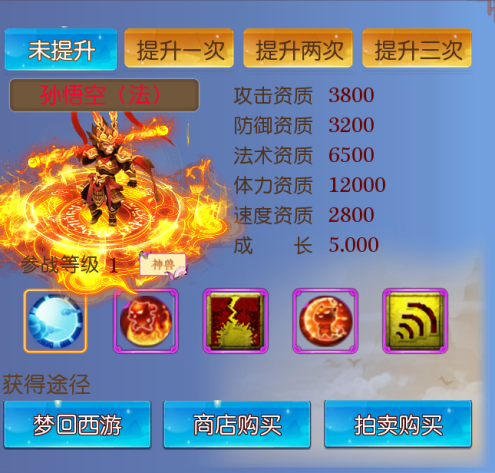 未提升 提升一次 提升两次 提升三次
孙悟空（法）
攻击资质 3800
防御资质 3200
法术资质 6500
体力资质 12000
速度资质 2800
成 长 5.000
参战等级 1 神兽
获得途径
梦回西游 商店购买 拍卖购买